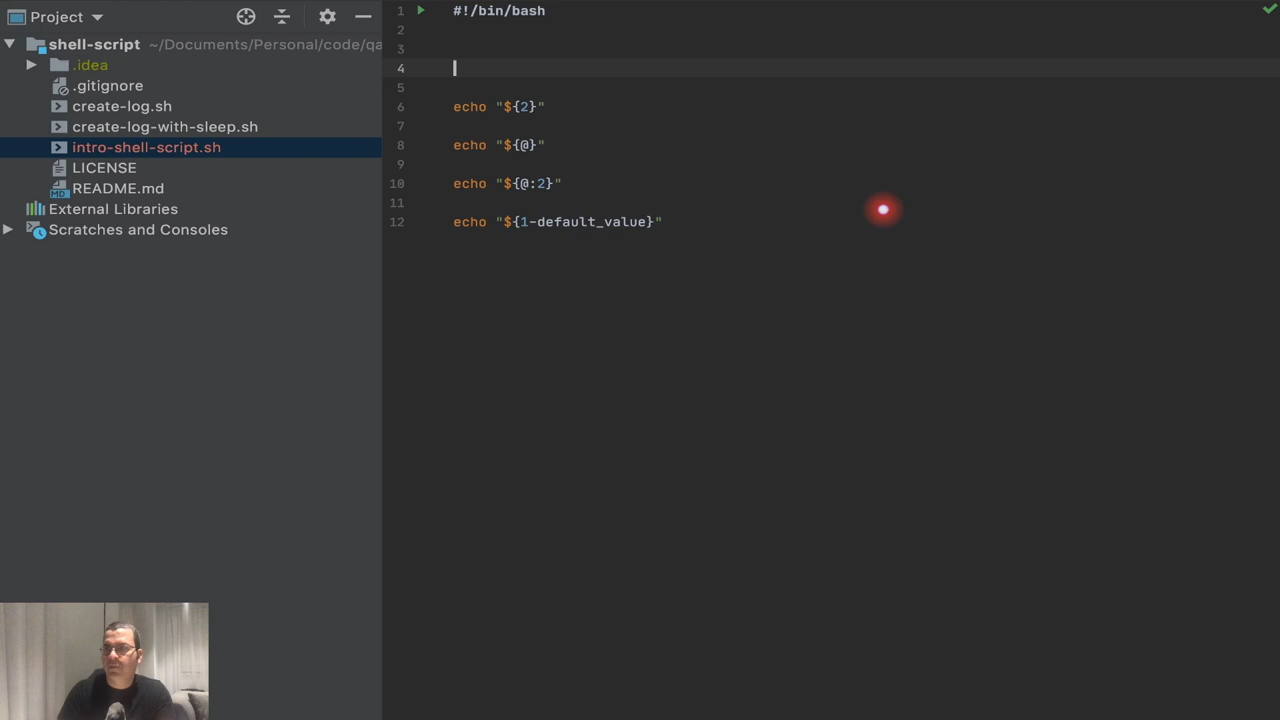 Project
shell-script ~/Documents/Personal/code/qa
.idea
.gitignore
create-log.sh
create-log-with-sleep.sh
intro-shell-script.sh
LICENSE
MD README.md
External Libraries
Scratches and Consoles
1 #!/bin/bash
2
3
4
5
6 echo "${2}"
7
8 echo "${@}"
9
10 echo "${@:2}"
11
12 echo "${1-default_value}"